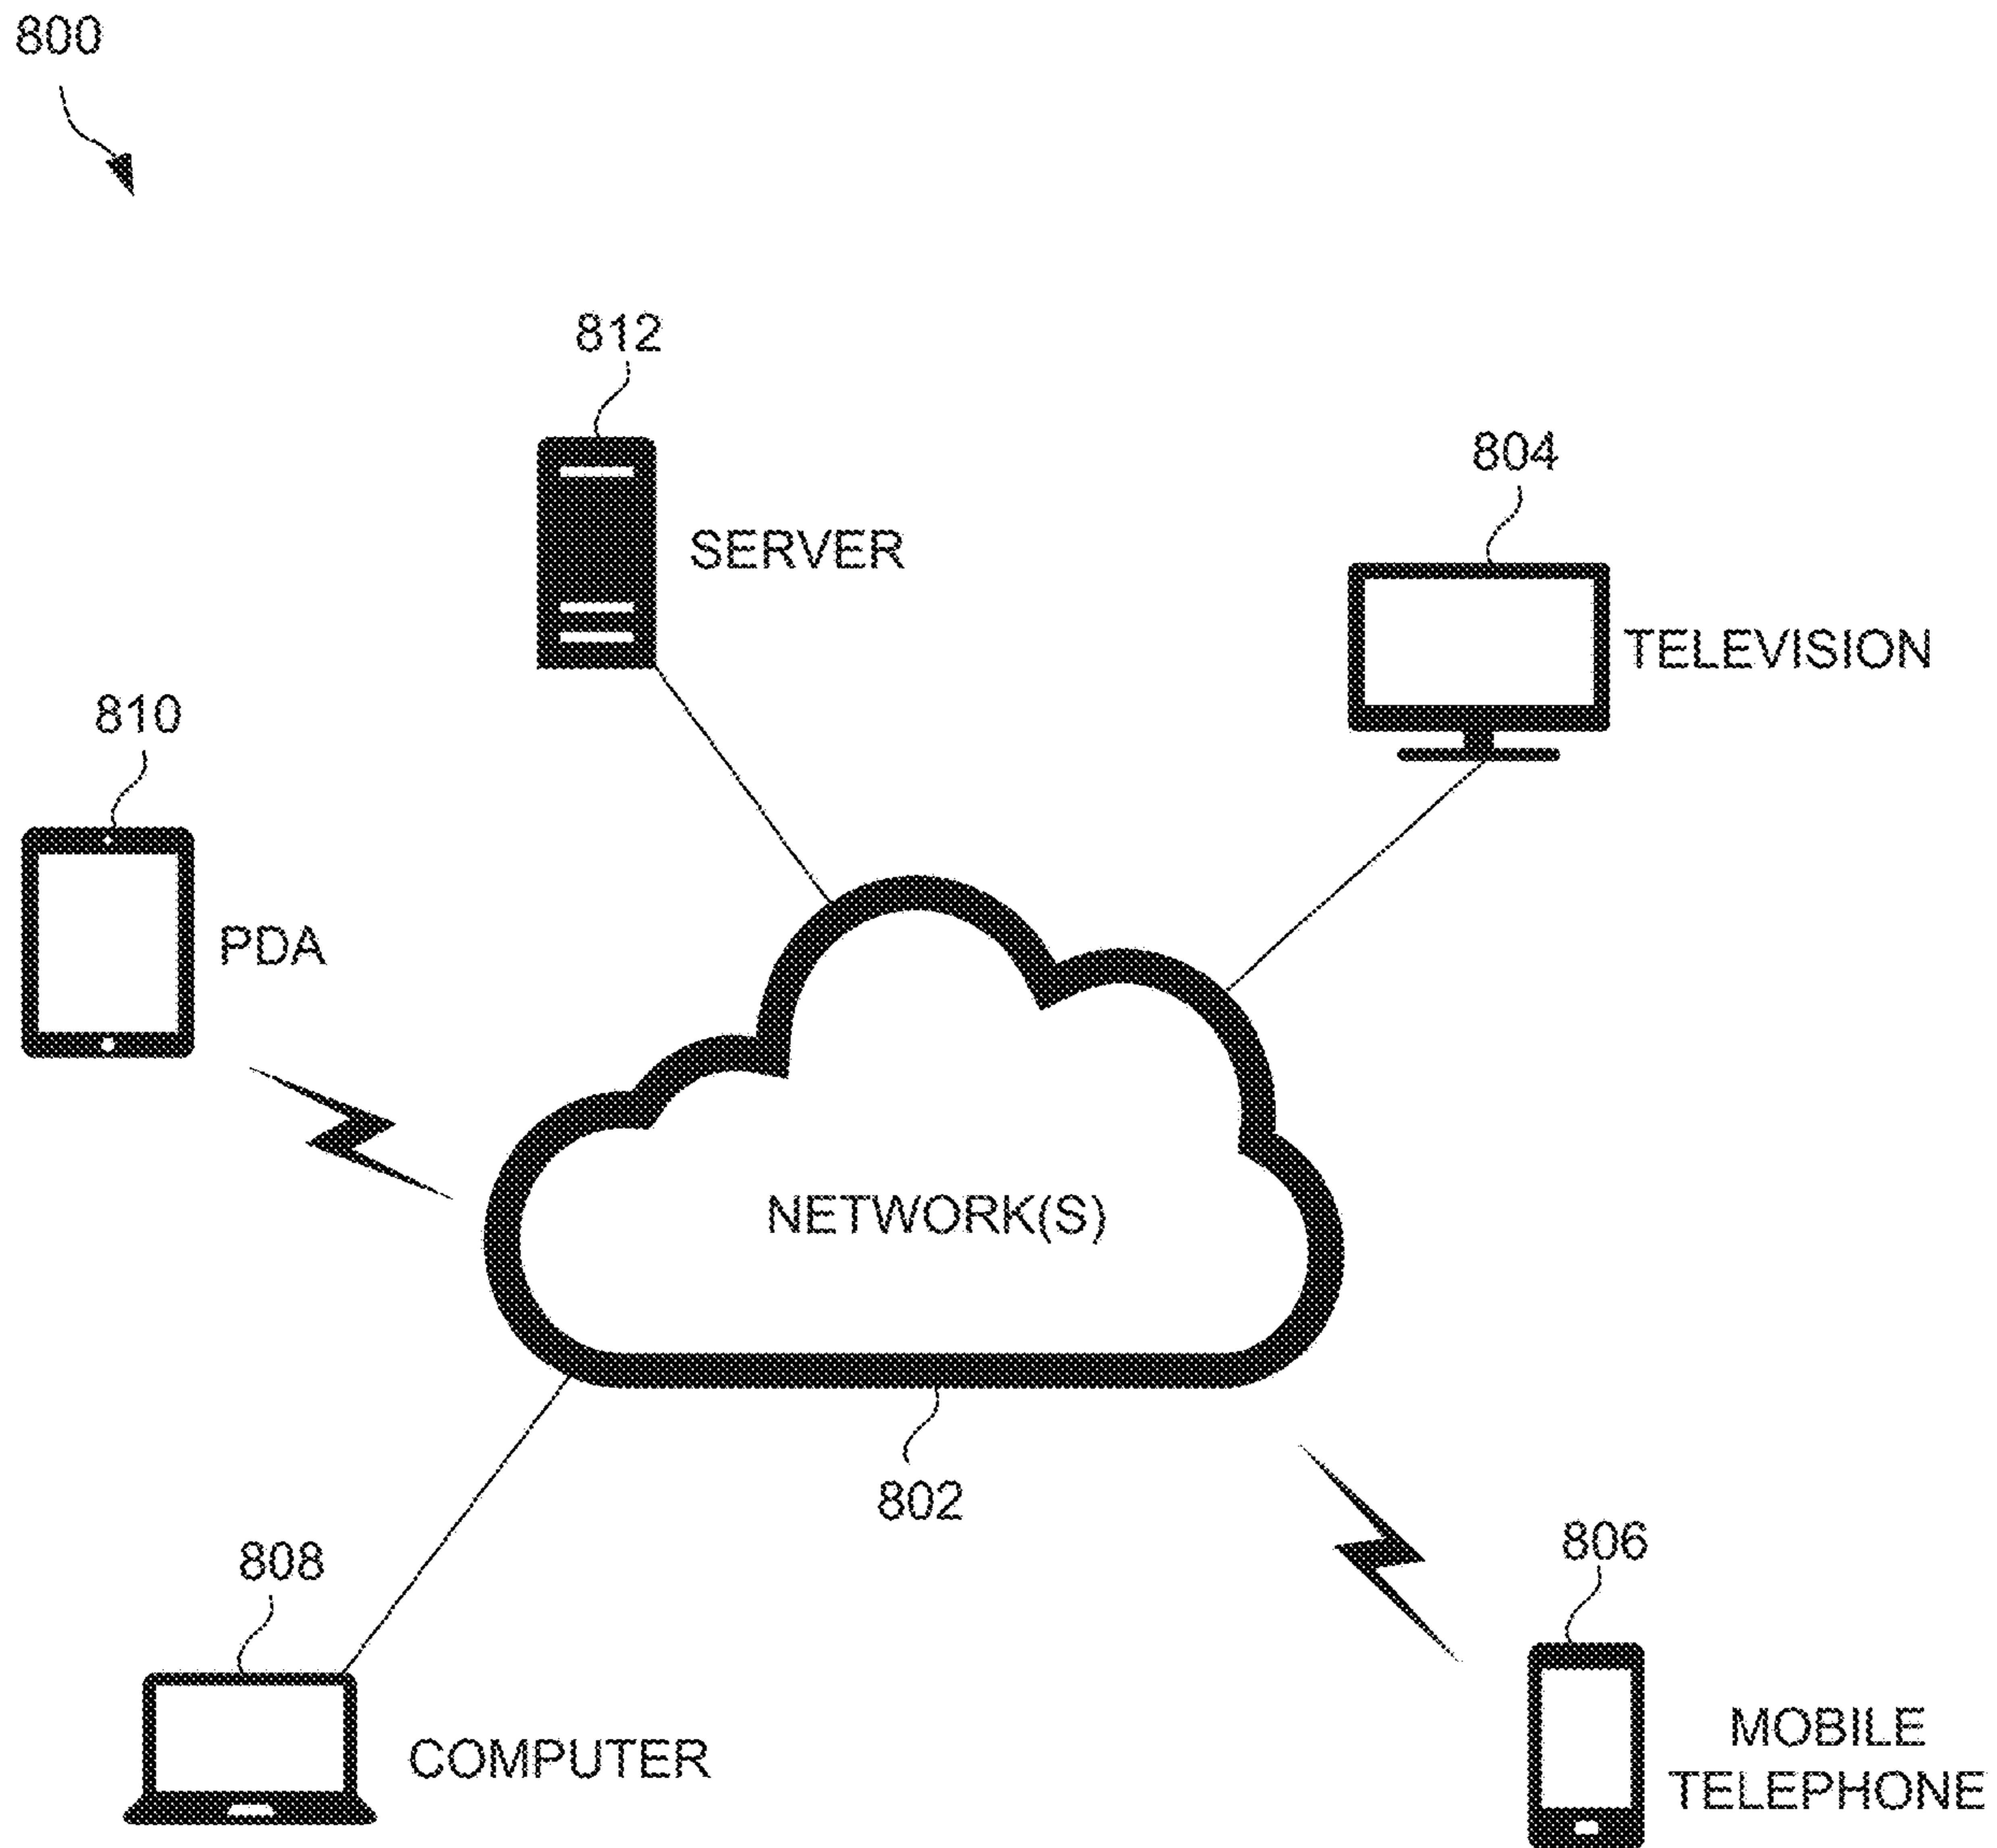 800
812
SERVER
804
TELEVISION
810
PDA
NETWORK(S)
802
808
COMPUTER
806
MOBILE
TELEPHONE